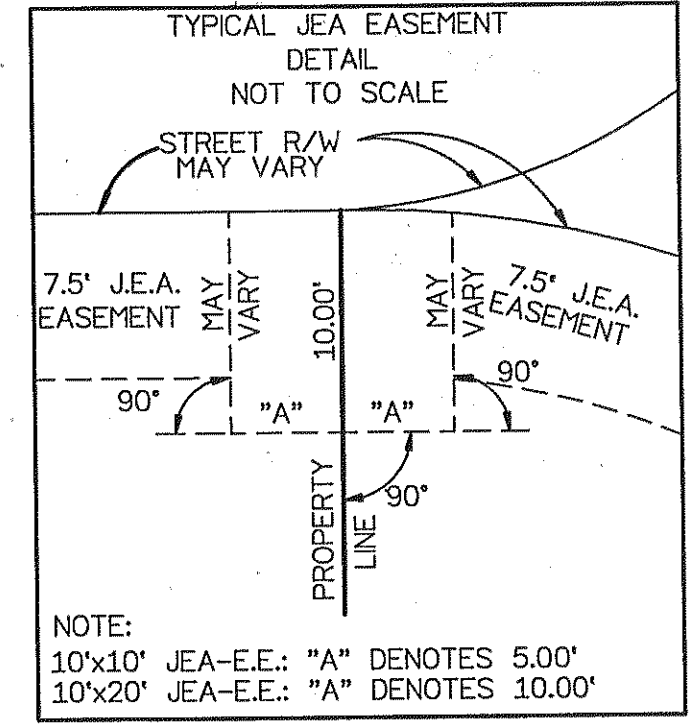 TYPICAL JEA EASEMENT
DETAIL
NOT TO SCALE
STREET R/W
MAY VARY
7.5' J.E.A.
EASEMENT
MAY
VARY
10.00'
MAY
VARY
7.5' J.E.A.
EASEMENT
90°
"A"
"A"
90°
90°
PROPERTY
LINE
NOTE:
10'x10' JEA-E.E.: "A" DENOTES 5.00'
10'x20' JEA-E.E.: "A" DENOTES 10.00'